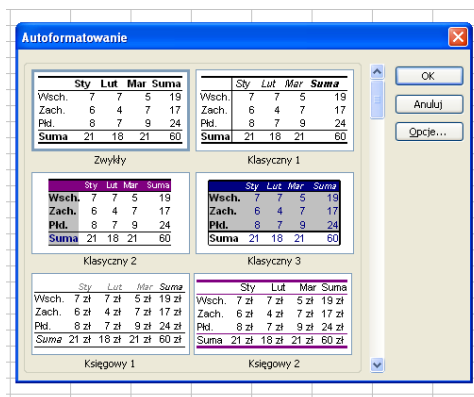 Autoformatowanie
Sty Lut Mar Suma
Wsch. 7 7 5 19
Zach. 6 4 7 17
Płd. 8 7 9 24
Suma 21 18 21 60
Zwykły
Sty Lut Mar Suma
Wsch. 7 7 5 19
Zach. 6 4 7 17
Płd. 8 7 9 24
Suma 21 18 21 60
Klasyczny 1
OK
Anuluj
Opcje...
Sty Lut Mar Suma
Wsch. 7 7 5 19
Zach. 6 4 7 17
Płd. 8 7 9 24
Suma 21 18 21 60
Klasyczny 2
Sty Lut Mar Suma
Wsch. 7 7 5 19
Zach. 6 4 7 17
Płd. 8 7 9 24
Suma 21 18 21 60
Klasyczny 3
Sty Lut Mar Suma
Wsch. 7 zł 7 zł 5 zł 19 zł
Zach. 6 zł 4 zł 7 zł 17 zł
Płd. 8 zł 7 zł 9 zł 24 zł
Suma 21 zł 18 zł 21 zł 60 zł
Księgowy 1
Sty Lut Mar Suma
Wsch. 7 zł 7 zł 5 zł 19 zł
Zach. 6 zł 4 zł 7 zł 17 zł
Płd. 8 zł 7 zł 9 zł 24 zł
Suma 21 zł 18 zł 21 zł 60 zł
Księgowy 2